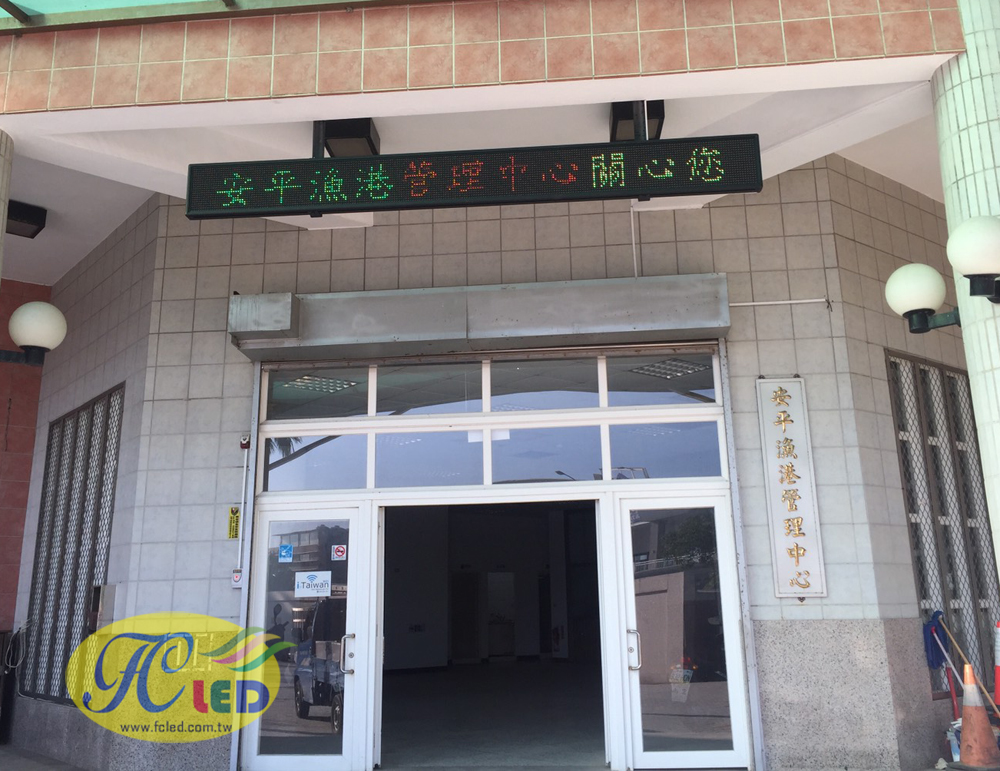 安平漁港管理中心關心您
安平漁港管理中心
iTaiwan
FC LED
www.fcled.com.tw